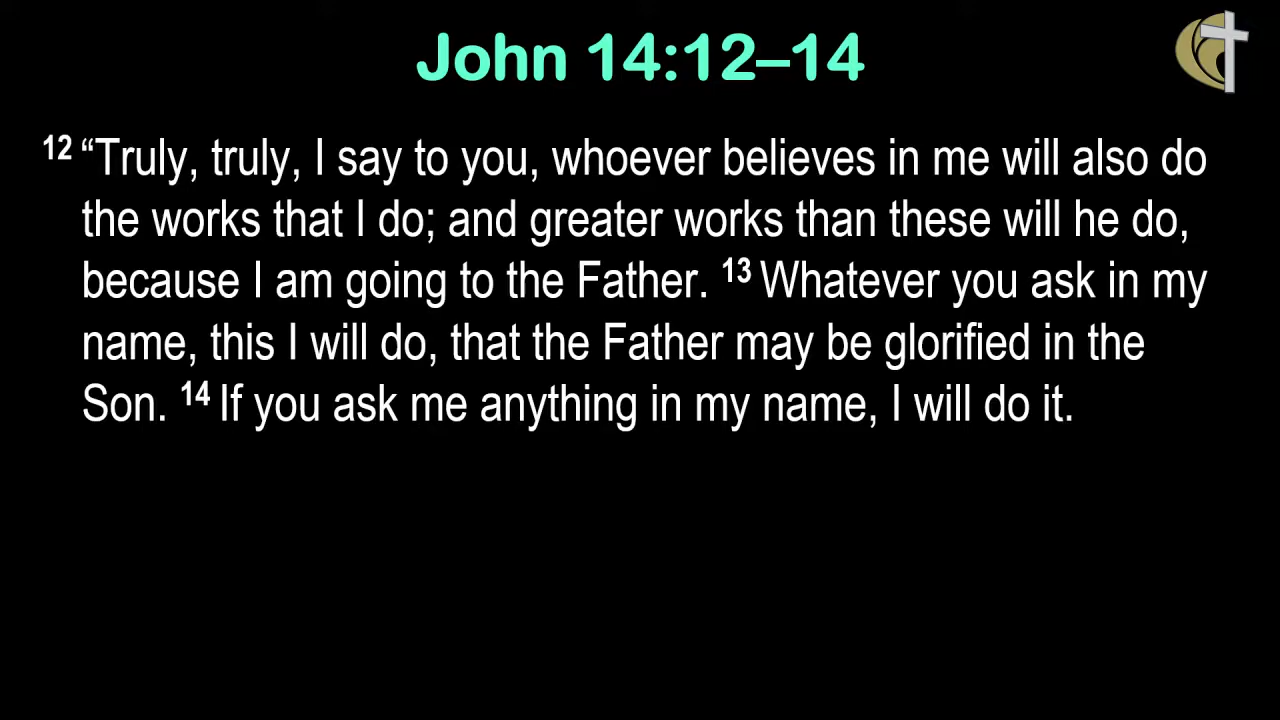 John 14:12–14
12 “Truly, truly, I say to you, whoever believes in me will also do
the works that I do; and greater works than these will he do,
because I am going to the Father. 13 Whatever you ask in my
name, this I will do, that the Father may be glorified in the
Son. 14 If you ask me anything in my name, I will do it.